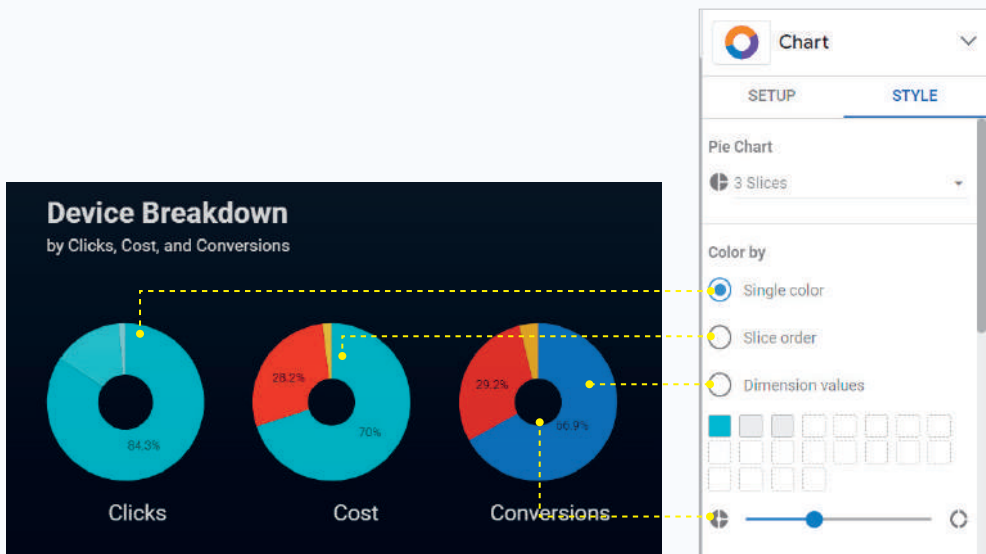 Chart
SETUP STYLE
Pie Chart
3 Slices
Color by
Single color
Slice order
Dimension values
Device Breakdown
by Clicks, Cost, and Conversions
84.3%
28.2%
70%
29.2%
66.9%
Clicks Cost Conversions